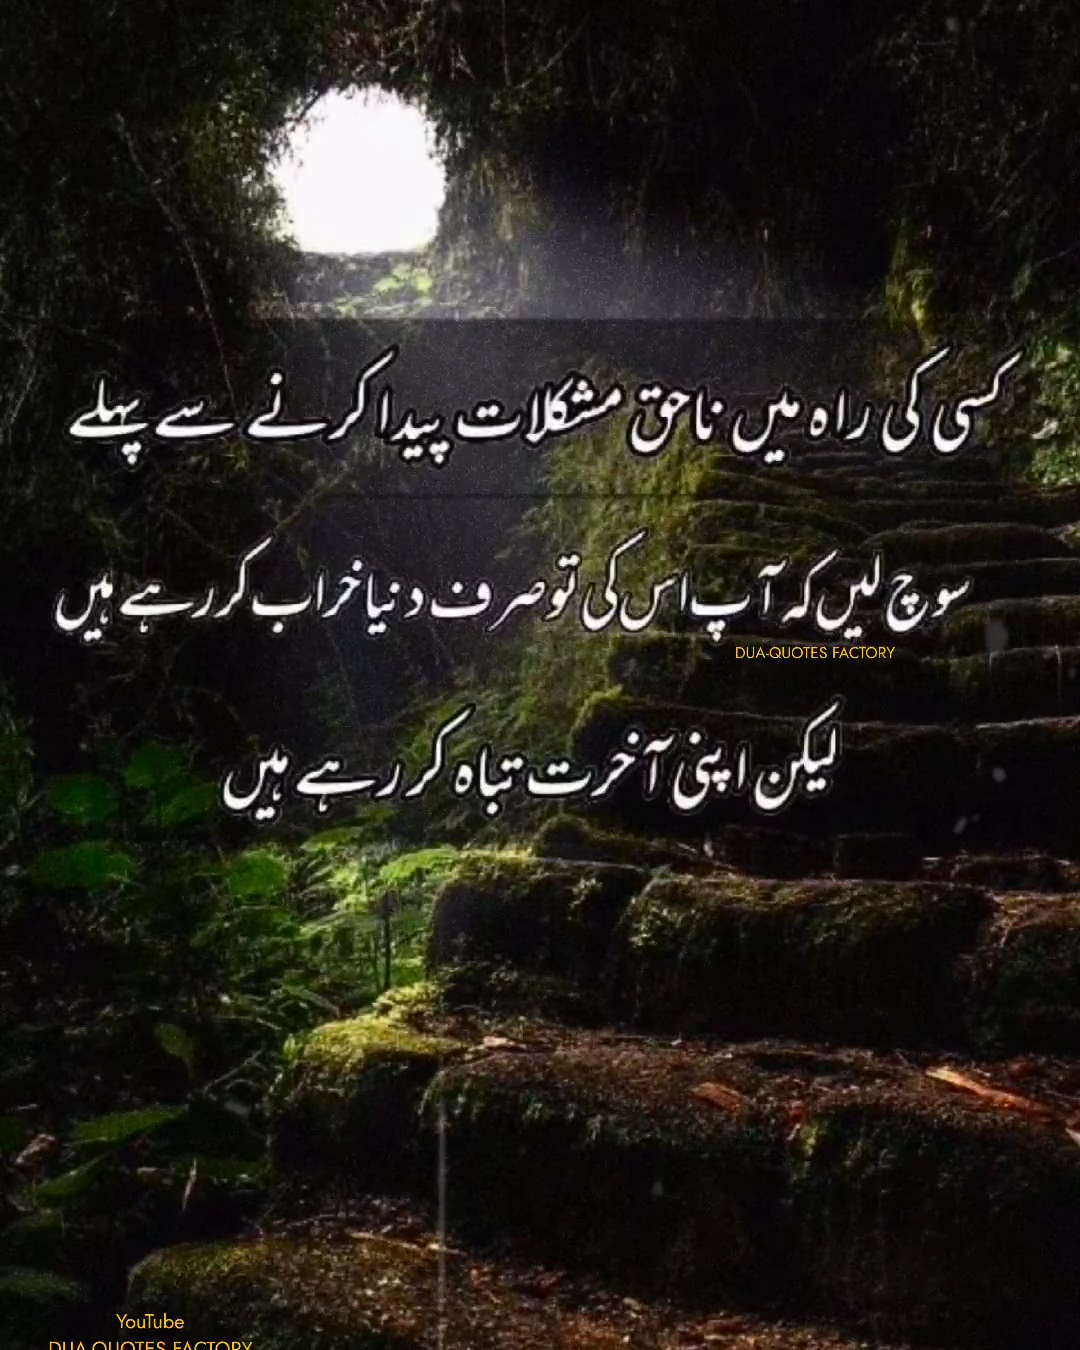 کسی کی راہ میں ناحق مشکلات پیدا کرنے سے پہلے
سوچ لیں کہ آپ اس کی تو صرف دنیا خراب کر رہے ہیں
DUA-QUOTES FACTORY
لیکن اپنی آخرت تباہ کر رہے ہیں
YouTube
DUA QUOTES FACTORY